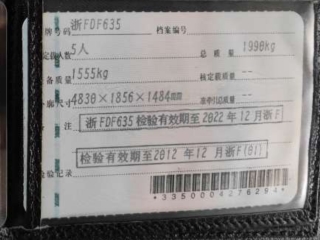 号牌号码 浙FDF635 档案编号
定员人数 5人 总质量 1990kg
备质量 1555kg 核定载质量 --
廓尺寸 4830×1856×1484mm 准牵引总质量 --
注 浙FDF635 检验有效期至2022年12月浙F
检验有效期至2012年12月浙F(01)
检验记录
*3350004276294*